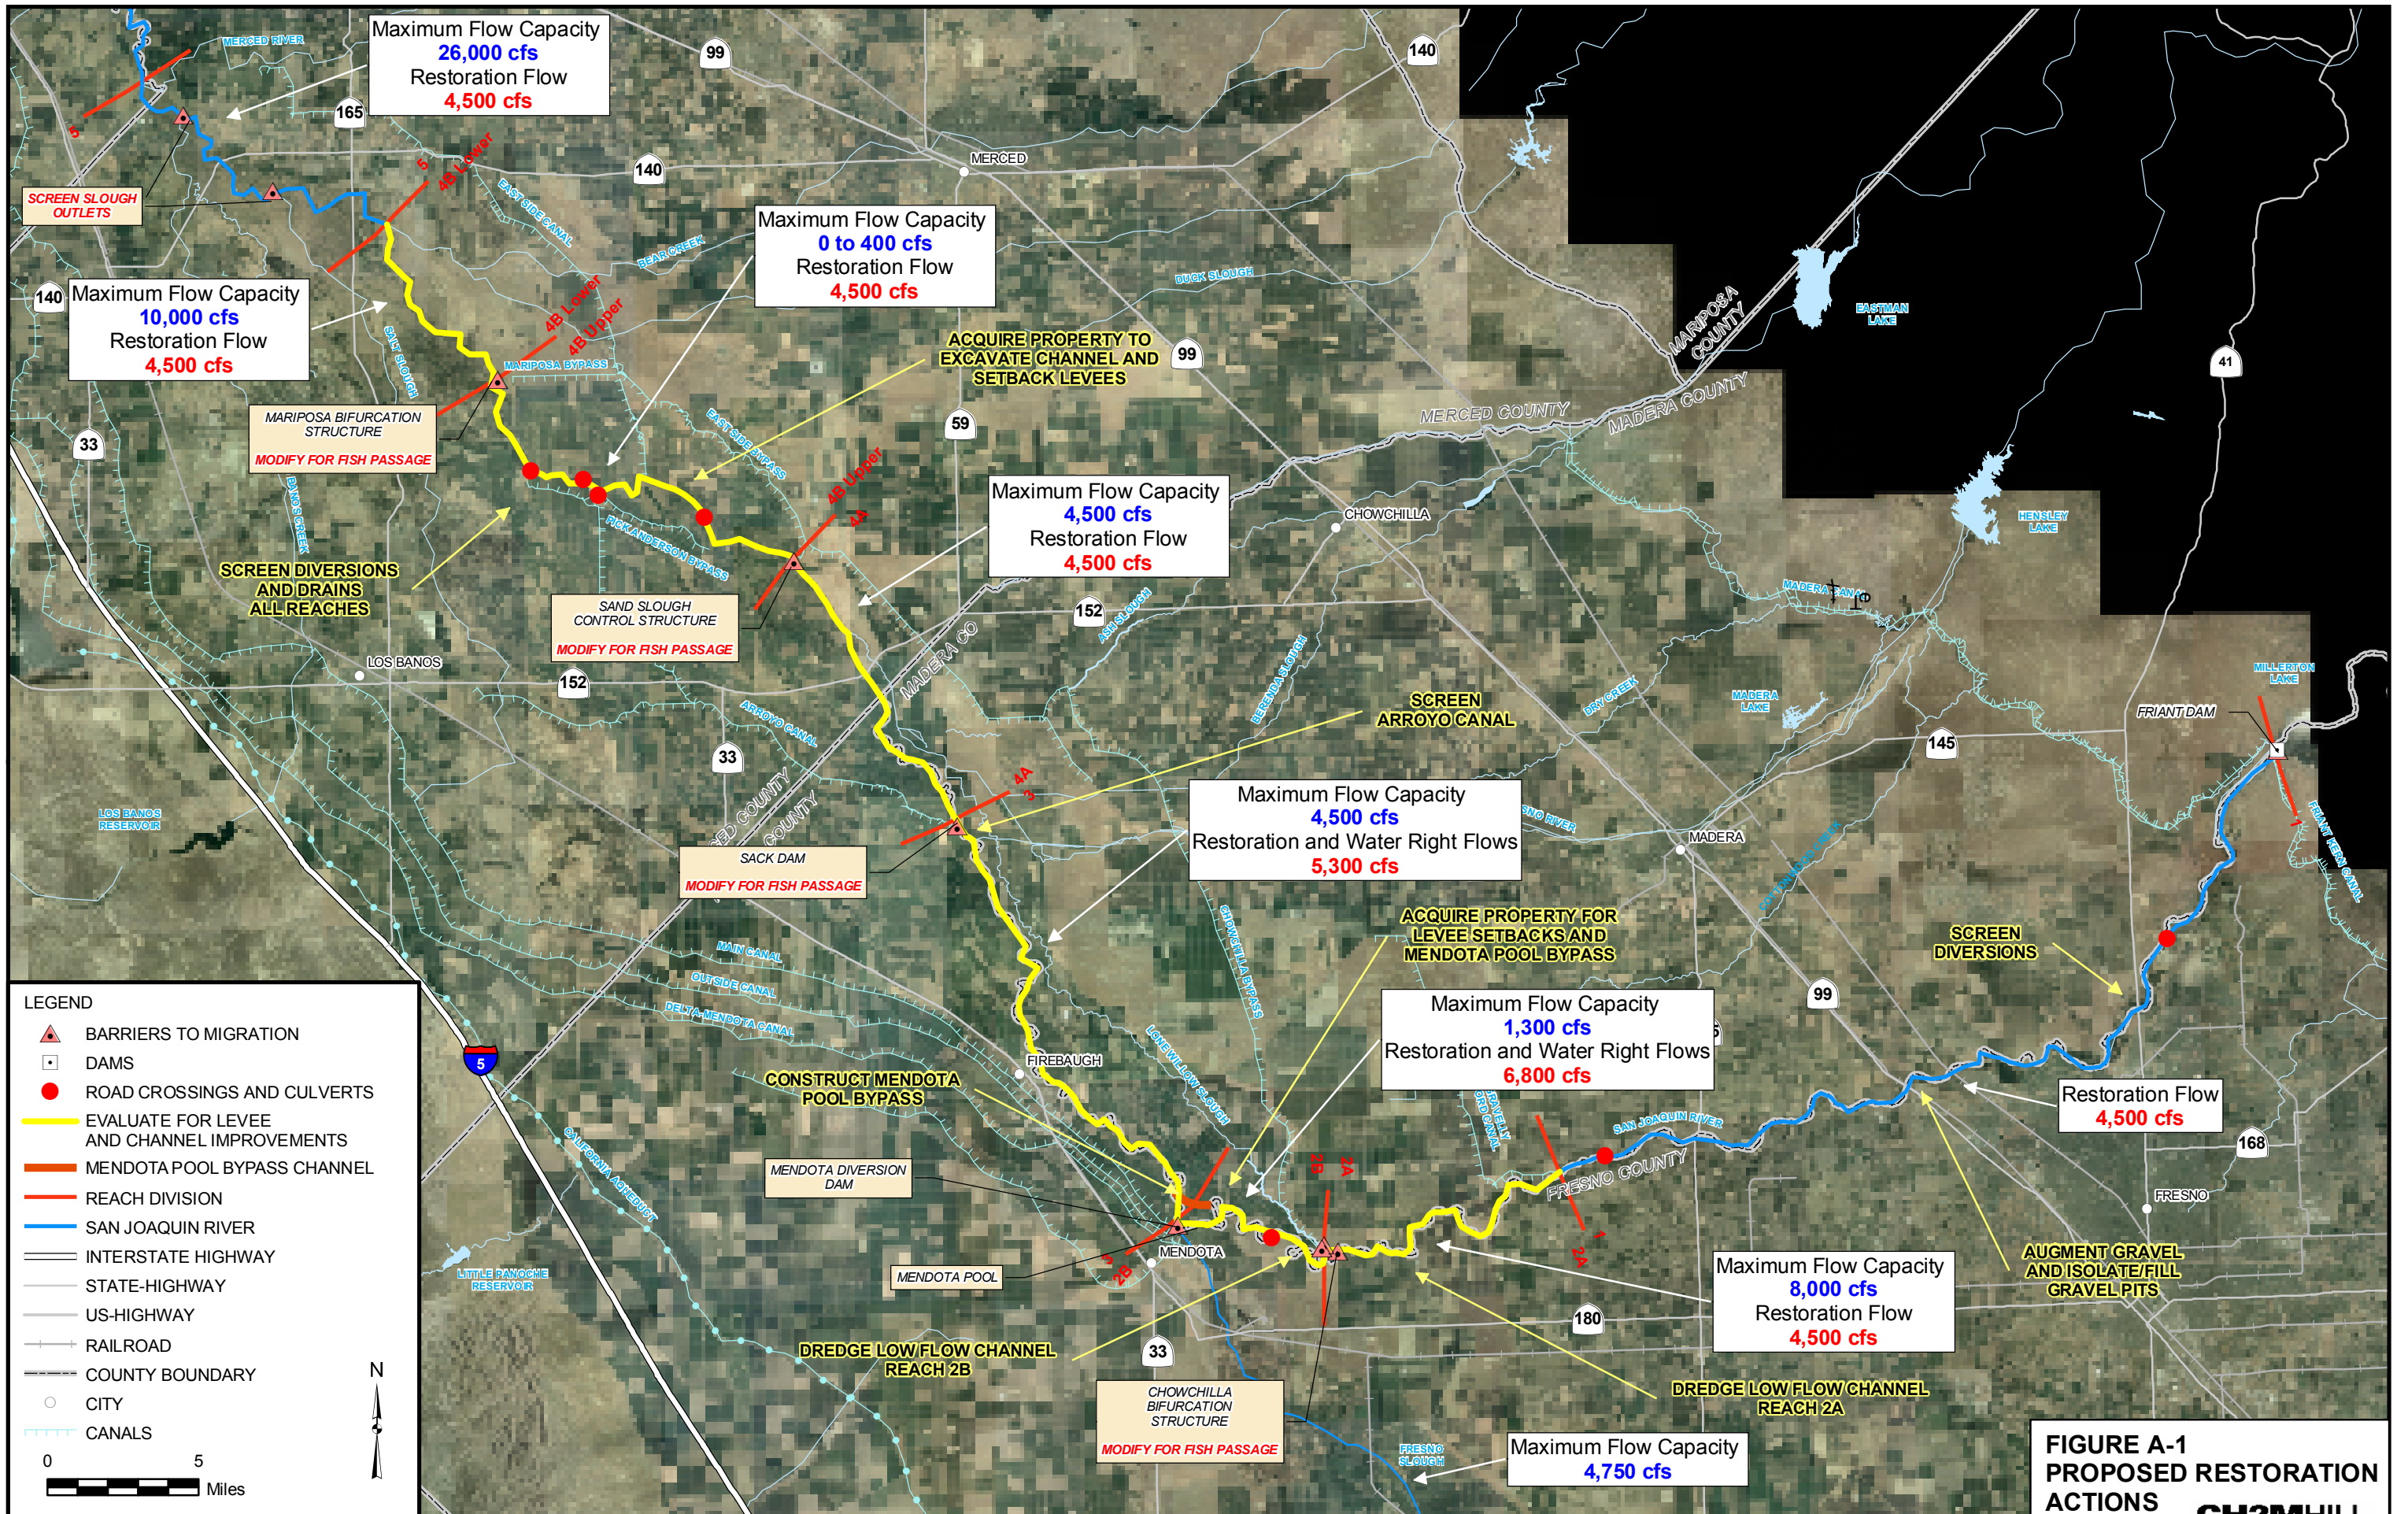 MERCED RIVER
Maximum Flow Capacity
26,000 cfs
Restoration Flow
4,500 cfs
99
140
165
5
SCREEN SLOUGH
OUTLETS
5
4B Lower
140
MERCED
EAST SIDE CANAL
BEAR CREEK
DUCK SLOUGH
Maximum Flow Capacity
0 to 400 cfs
Restoration Flow
4,500 cfs
140
Maximum Flow Capacity
10,000 cfs
Restoration Flow
4,500 cfs
SALT SLOUGH
4B Lower
4B Upper
MARIPOSA BYPASS
ACQUIRE PROPERTY TO
EXCAVATE CHANNEL AND
SETBACK LEVEES
99
MARIPOSA
COUNTY
EASTMAN
LAKE
41
MERCED COUNTY
MADERA COUNTY
MARIPOSA BIFURCATION
STRUCTURE
MODIFY FOR FISH PASSAGE
33
59
EAST SIDE BYPASS
BANOS CREEK
4B Upper
4A
PICK ANDERSON BYPASS
Maximum Flow Capacity
4,500 cfs
Restoration Flow
4,500 cfs
CHOWCHILLA
HENSLEY
LAKE
SCREEN DIVERSIONS
AND DRAINS
ALL REACHES
SAND SLOUGH
CONTROL STRUCTURE
MODIFY FOR FISH PASSAGE
152
ASH SLOUGH
MADERA CANAL
LOS BANOS
152
MADERA CO
BERENDA SLOUGH
DRY CREEK
MADERA
LAKE
MILLERTON
LAKE
FRIANT DAM
SCREEN
ARROYO CANAL
ARROYO CANAL
33
145
4A
3
LOS BANOS
RESERVOIR
CED COUNTY
COUNTY
Maximum Flow Capacity
4,500 cfs
Restoration and Water Right Flows
5,300 cfs
SNO RIVER
MADERA
COTTONWOOD CREEK
1
FRIANT KERN CANAL
SACK DAM
MODIFY FOR FISH PASSAGE
CHOWCHILLA BYPASS
ACQUIRE PROPERTY FOR
LEVEE SETBACKS AND
MENDOTA POOL BYPASS
SCREEN
DIVERSIONS
MAIN CANAL
OUTSIDE CANAL
DELTA-MENDOTA CANAL
99
Maximum Flow Capacity
1,300 cfs
Restoration and Water Right Flows
6,800 cfs
5
FIREBAUGH
LONE WILLOW SLOUGH
CONSTRUCT MENDOTA
POOL BYPASS
RAVELLY
ORD CANAL
SAN JOAQUIN RIVER
Restoration Flow
4,500 cfs
168
CALIFORNIA AQUEDUCT
MENDOTA DIVERSION
DAM
2B
2A
FRESNO COUNTY
FRESNO
1
2A
MENDOTA
2B
MENDOTA POOL
LITTLE PANOCHE
RESERVOIR
Maximum Flow Capacity
8,000 cfs
Restoration Flow
4,500 cfs
AUGMENT GRAVEL
AND ISOLATE/FILL
GRAVEL PITS
180
33
DREDGE LOW FLOW CHANNEL
REACH 2B
DREDGE LOW FLOW CHANNEL
REACH 2A
CHOWCHILLA
BIFURCATION
STRUCTURE
MODIFY FOR FISH PASSAGE
FRESNO
SLOUGH
Maximum Flow Capacity
4,750 cfs
LEGEND
BARRIERS TO MIGRATION
DAMS
ROAD CROSSINGS AND CULVERTS
EVALUATE FOR LEVEE
AND CHANNEL IMPROVEMENTS
MENDOTA POOL BYPASS CHANNEL
REACH DIVISION
SAN JOAQUIN RIVER
INTERSTATE HIGHWAY
STATE-HIGHWAY
US-HIGHWAY
RAILROAD
COUNTY BOUNDARY
CITY
CANALS
N
0 5
Miles
FIGURE A-1
PROPOSED RESTORATION
ACTIONS
CH2MHILL